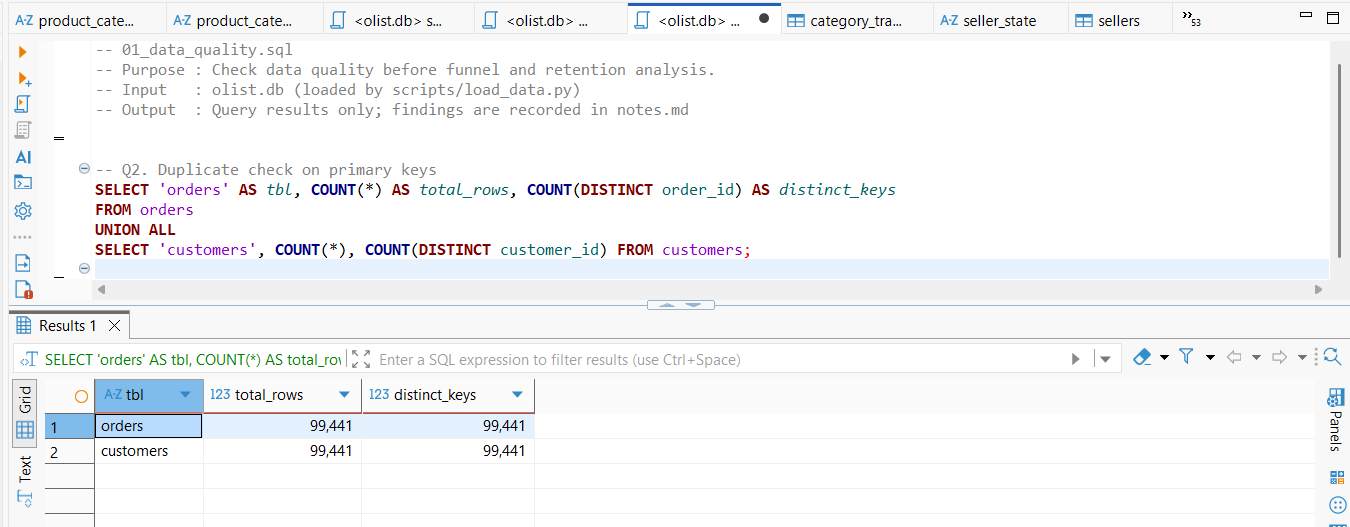 A-Z product_cate...
A-Z product_cate...
<olist.db> s...
<olist.db> ...
<olist.db> ...
category_tra...
A-Z seller_state
sellers
»53
-- 01_data_quality.sql
-- Purpose : Check data quality before funnel and retention analysis.
-- Input   : olist.db (loaded by scripts/load_data.py)
-- Output  : Query results only; findings are recorded in notes.md
AI
-- Q2. Duplicate check on primary keys
SELECT 'orders' AS tbl, COUNT(*) AS total_rows, COUNT(DISTINCT order_id) AS distinct_keys
FROM orders
UNION ALL
SELECT 'customers', COUNT(*), COUNT(DISTINCT customer_id) FROM customers;
Results 1
SELECT 'orders' AS tbl, COUNT(*) AS total_rov
Enter a SQL expression to filter results (use Ctrl+Space)
Grid
Text
A-Z tbl 123 total_rows 123 distinct_keys
1 orders 99,441 99,441
2 customers 99,441 99,441
Panels